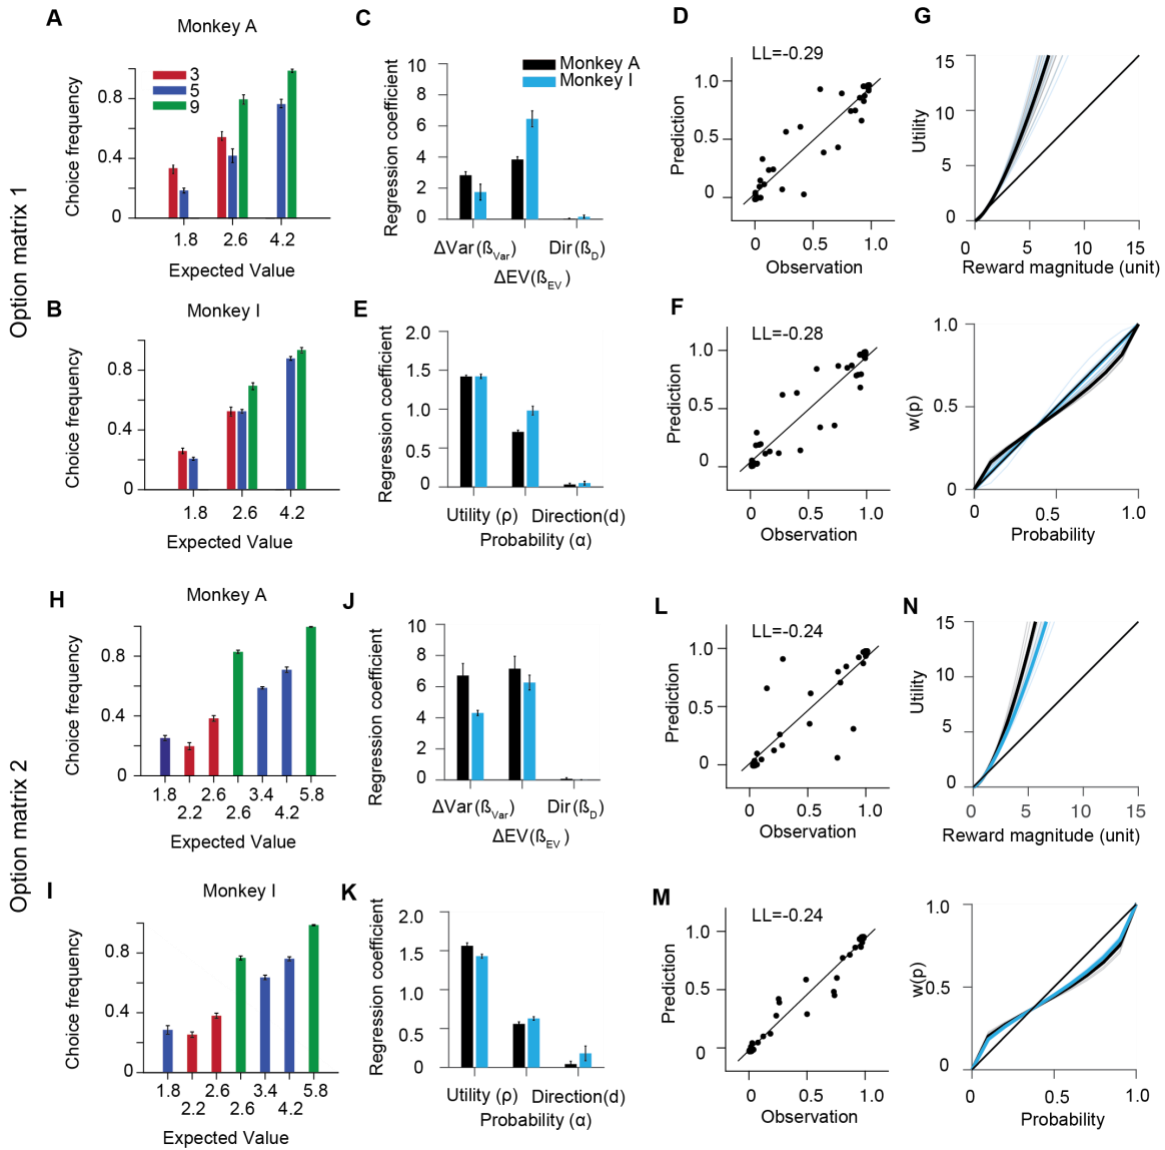 Option matrix 1
A
Monkey A
Choice frequency
3
5
9
0.8
0.4
0
1.8 2.6 4.2
Expected Value
C
Regression coefficient
Monkey A
Monkey I
10
8
6
4
2
0
ΔVar(ßVar) Dir(ßD)
ΔEV(ßEV)
D
LL=-0.29
Prediction
1.0
0.5
0
0 0.5 1.0
Observation
G
Utility
15
10
5
0
0 5 10 15
Reward magnitude (unit)
B
Monkey I
Choice frequency
0.8
0.4
0
1.8 2.6 4.2
Expected Value
E
Regression coefficient
2.0
1.5
1.0
0.5
0
Utility (ρ) Direction(d)
Probability (α)
F
LL=-0.28
Prediction
1.0
0.5
0
0 0.5 1.0
Observation
w(p)
1.0
0.5
0
0 0.5 1.0
Probability
Option matrix 2
H
Monkey A
Choice frequency
0.8
0.4
0
1.8 2.6 3.4 5.8
2.2 2.6 4.2
Expected Value
J
Regression coefficient
10
8
6
4
2
0
ΔVar(ßVar) Dir(ßD)
ΔEV(ßEV)
L
LL=-0.24
Prediction
1.0
0.5
0
0 0.5 1.0
Observation
N
Utility
15
10
5
0
0 5 10 15
Reward magnitude (unit)
I
Monkey I
Choice frequency
0.8
0.4
0
1.8 2.6 3.4 5.8
2.2 2.6 4.2
Expected Value
K
Regression coefficient
2.0
1.5
1.0
0.5
0
Utility (ρ) Direction(d)
Probability (α)
M
LL=-0.24
Prediction
1.0
0.5
0
0 0.5 1.0
Observation
w(p)
1.0
0.5
0
0 0.5 1.0
Probability